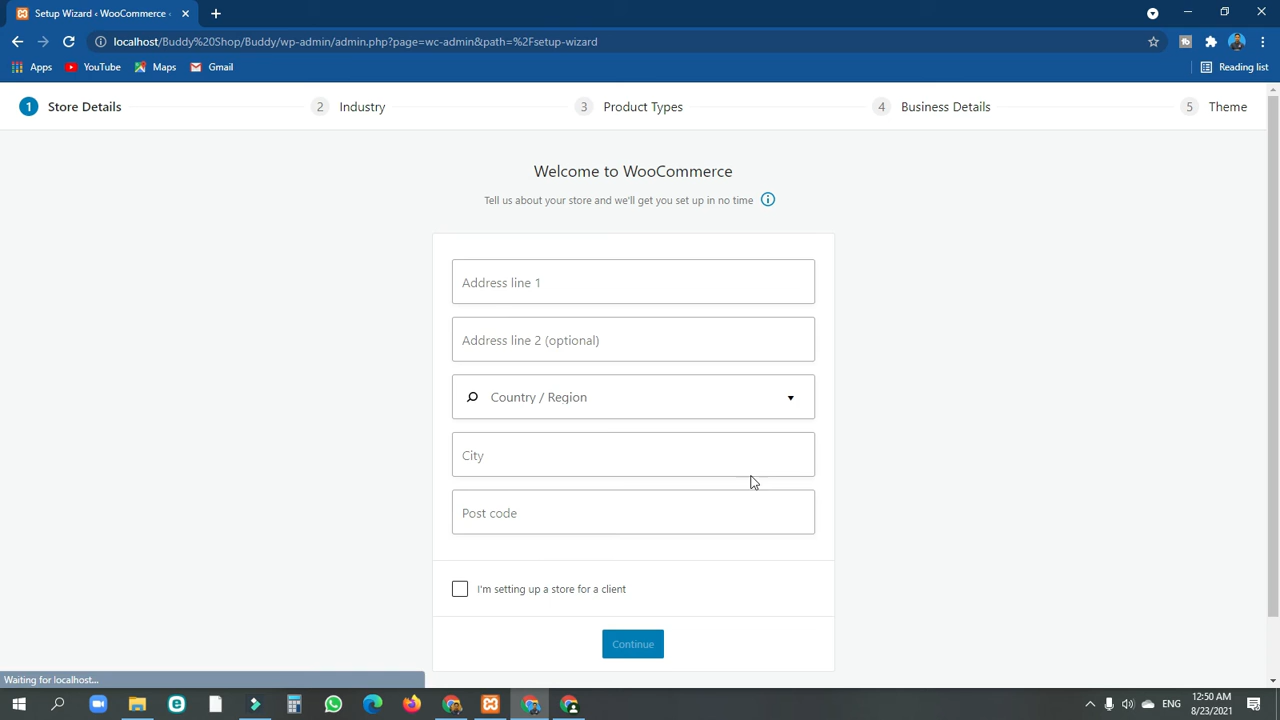 Setup Wizard ‹ WooCommerce ‹
localhost/Buddy%20Shop/Buddy/wp-admin/admin.php?page=wc-admin&path=%2Fsetup-wizard
Apps YouTube Maps Gmail Reading list
1 Store Details 2 Industry 3 Product Types 4 Business Details 5 Theme
Welcome to WooCommerce
Tell us about your store and we'll get you set up in no time
Address line 1
Address line 2 (optional)
Country / Region
City
Post code
I'm setting up a store for a client
Continue
Waiting for localhost...
ENG
12:50 AM
8/23/2021